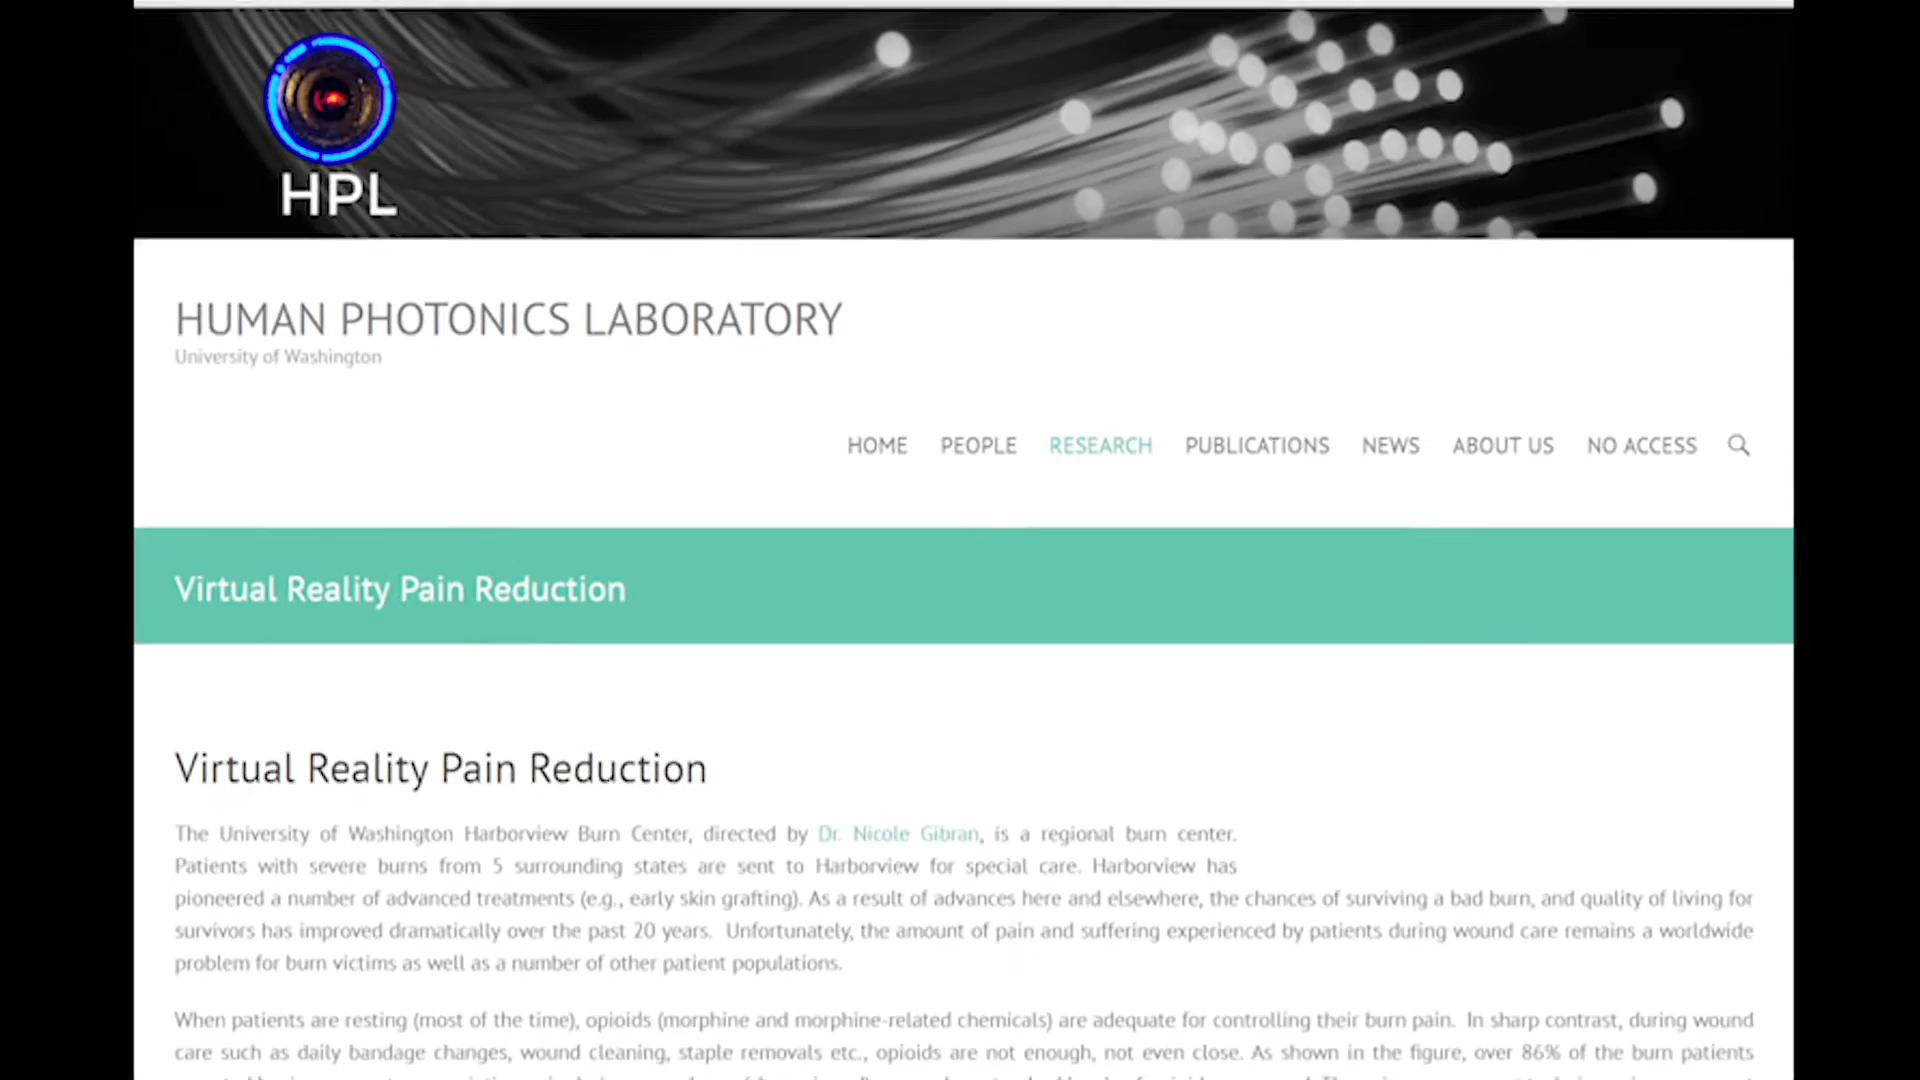 HPL
HUMAN PHOTONICS LABORATORY
University of Washington
HOME PEOPLE RESEARCH PUBLICATIONS NEWS ABOUT US NO ACCESS
Virtual Reality Pain Reduction
Virtual Reality Pain Reduction
The University of Washington Harborview Burn Center, directed by Dr. Nicole Gibran, is a regional burn center.
Patients with severe burns from 5 surrounding states are sent to Harborview for special care. Harborview has
pioneered a number of advanced treatments (e.g., early skin grafting). As a result of advances here and elsewhere, the chances of surviving a bad burn, and quality of living for
survivors has improved dramatically over the past 20 years. Unfortunately, the amount of pain and suffering experienced by patients during wound care remains a worldwide
problem for burn victims as well as a number of other patient populations.
When patients are resting (most of the time), opioids (morphine and morphine-related chemicals) are adequate for controlling their burn pain. In sharp contrast, during wound
care such as daily bandage changes, wound cleaning, staple removals etc., opioids are not enough, not even close. As shown in the figure, over 86% of the burn patients